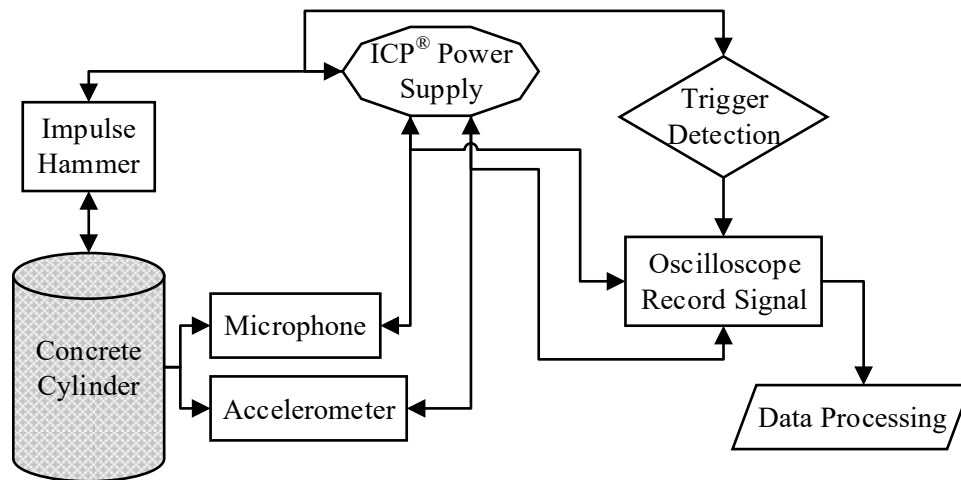 ICP® Power
Supply
Trigger
Detection
Impulse
Hammer
Oscilloscope
Record Signal
Microphone
Concrete
Cylinder
Accelerometer
Data Processing